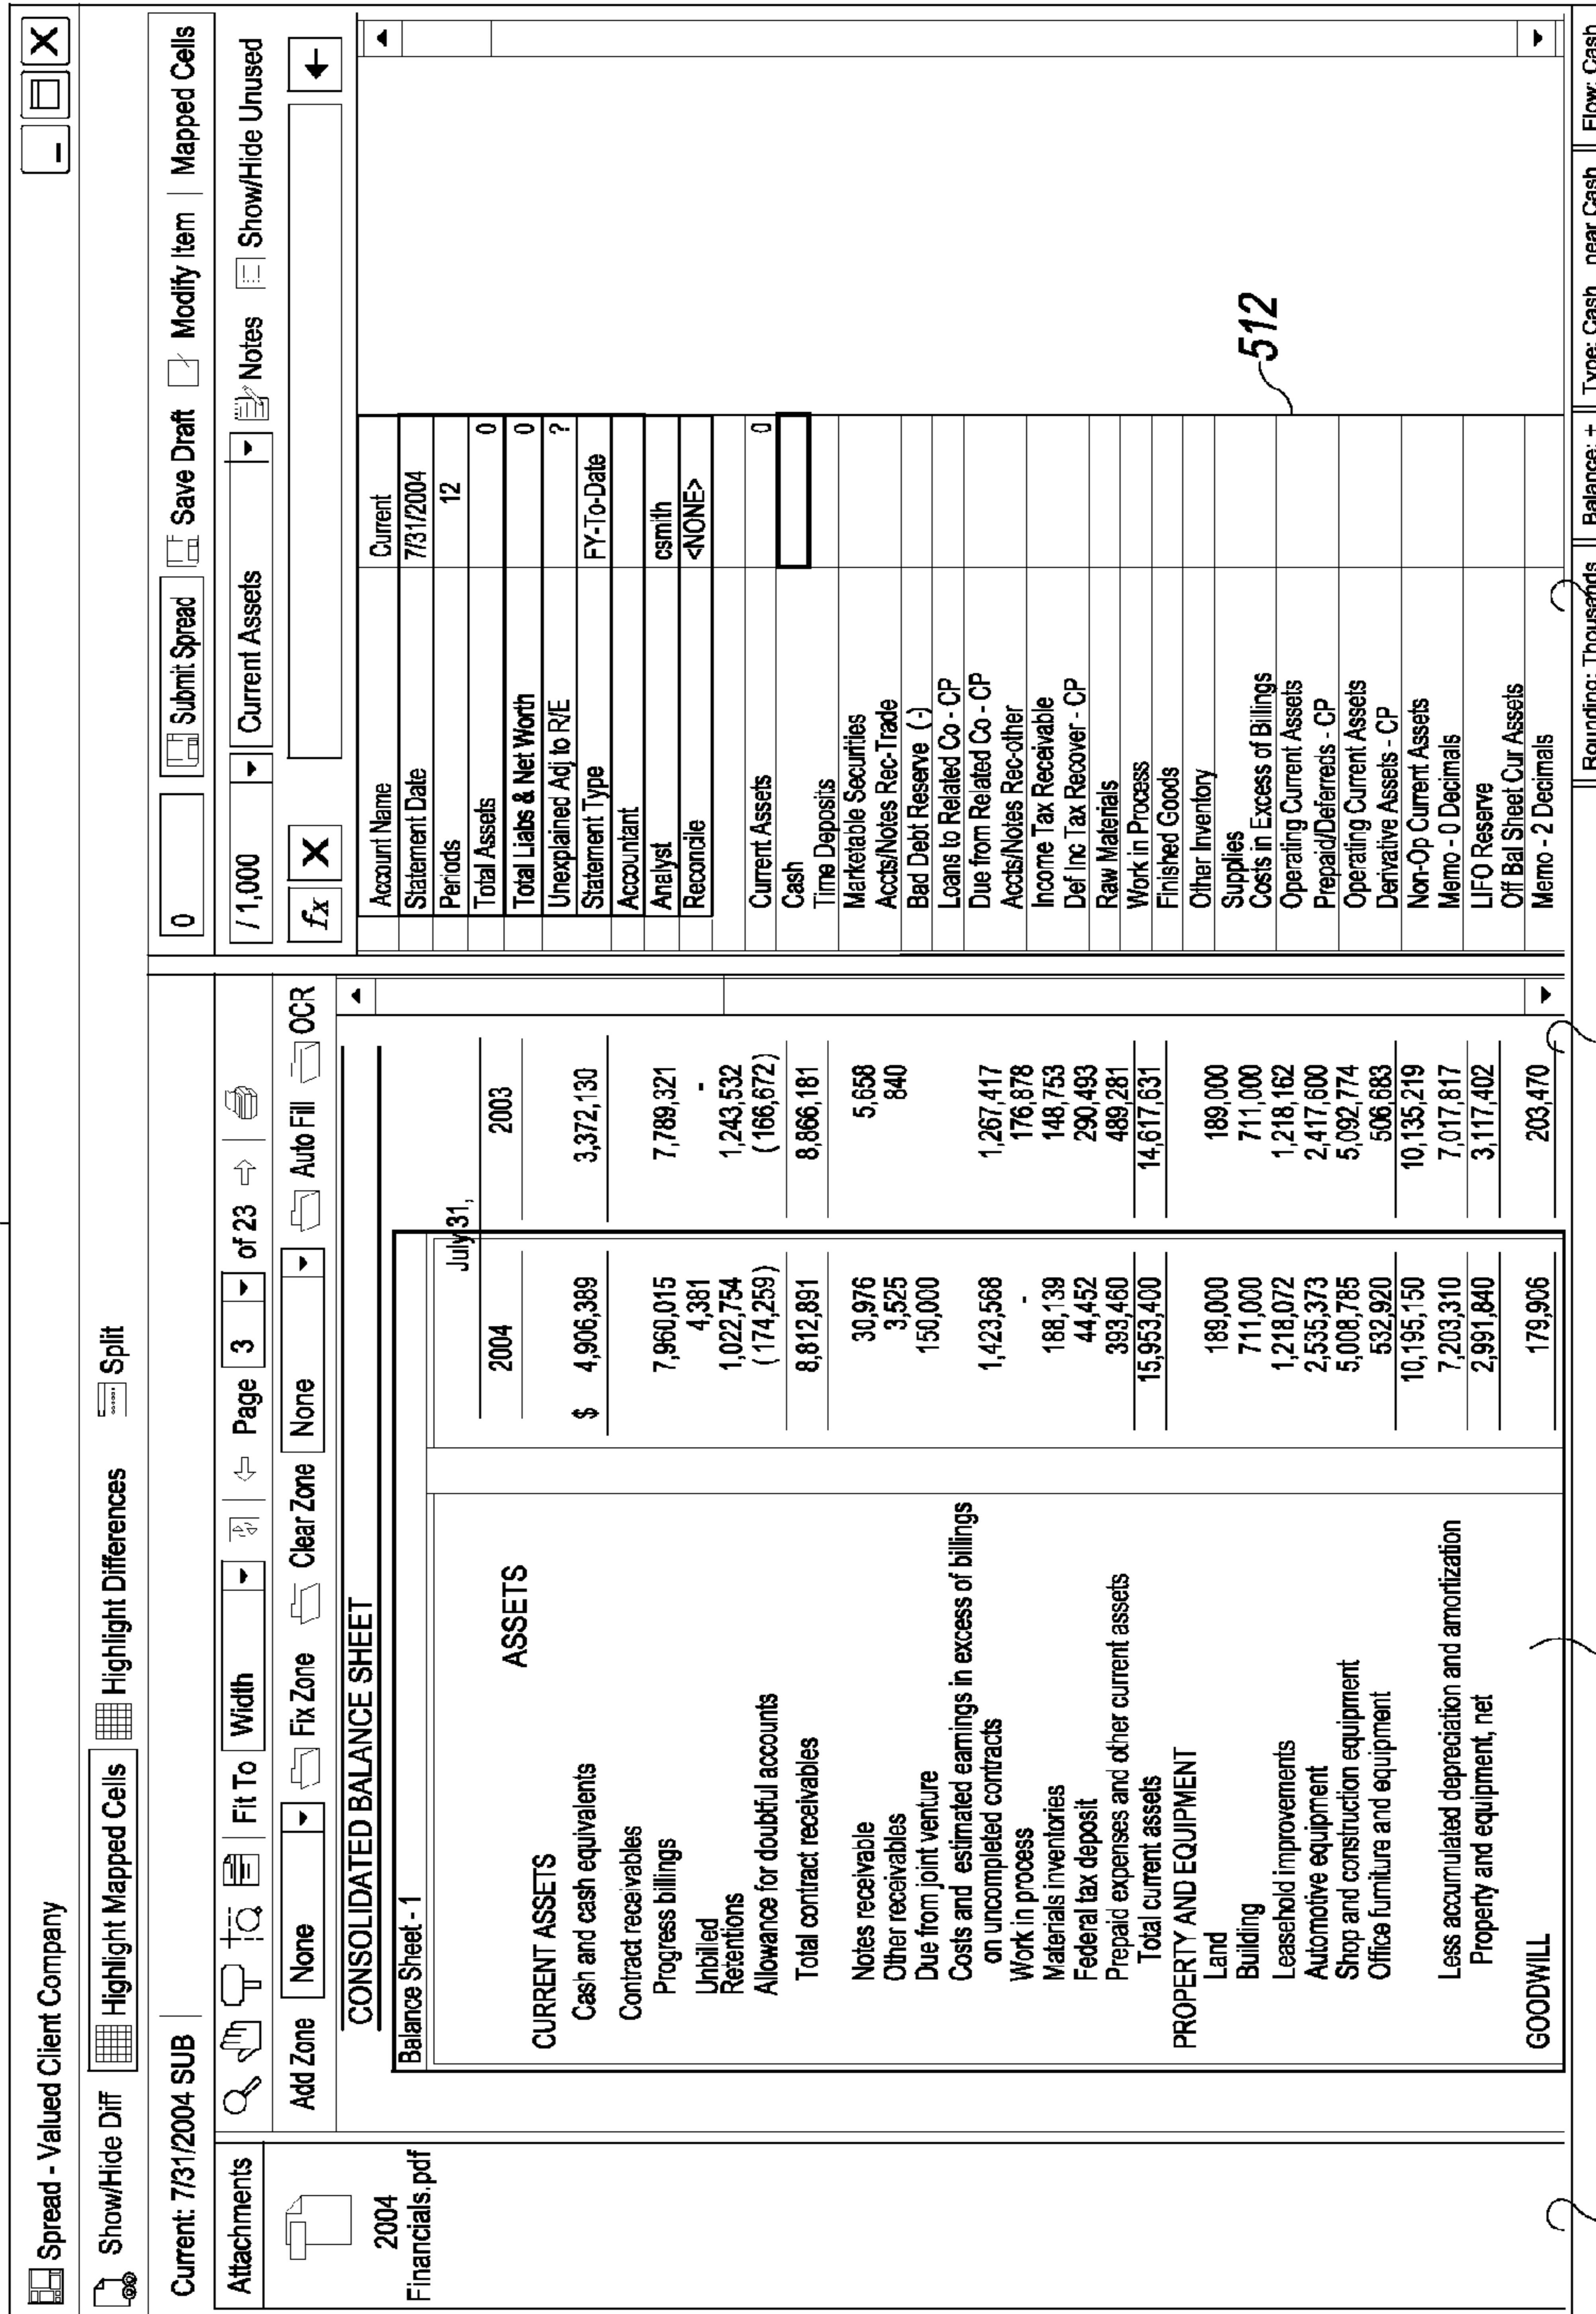 Spread - Valued Client Company
Show/Hide Diff Highlight Mapped Cells Highlight Differences Split
Current: 7/31/2004 SUB
Attachments
2004
Financials.pdf
Fit To Width Page 3 of 23
Add Zone None Fix Zone Clear Zone None Auto Fill OCR
CONSOLIDATED BALANCE SHEET
Balance Sheet - 1
July 31,
2004 2003
ASSETS
CURRENT ASSETS
Cash and cash equivalents $ 4,906,389 3,372,130
Contract receivables
Progress billings 7,960,015 7,789,321
Unbilled 4,381 -
Retentions 1,022,754 1,243,532
Allowance for doubtful accounts (174,259) (166,672)
Total contract receivables 8,812,891 8,866,181
Notes receivable 30,976 5,658
Other receivables 3,525 840
Due from joint venture 150,000
Costs and estimated earnings in excess of billings
on uncompleted contracts 1,423,568 1,267,417
Work in process - 176,878
Materials inventories 188,139 148,753
Federal tax deposit 44,452 290,493
Prepaid expenses and other current assets 393,460 489,281
Total current assets 15,953,400 14,617,631
PROPERTY AND EQUIPMENT
Land 189,000 189,000
Building 711,000 711,000
Leasehold improvements 1,218,072 1,218,162
Automotive equipment 2,535,373 2,417,600
Shop and construction equipment 5,008,785 5,092,774
Office furniture and equipment 532,920 506,683
10,195,150 10,135,219
Less accumulated depreciation and amortization 7,203,310 7,017,817
Property and equipment, net 2,991,840 3,117,402
GOODWILL 179,906 203,470
0 Submit Spread Save Draft Modify Item Mapped Cells
/ 1,000 Current Assets Notes Show/Hide Unused
fx X
Account Name Current
Statement Date 7/31/2004
Periods 12
Total Assets 0
Total Liabs & Net Worth 0
Unexplained Adj to R/E ?
Statement Type FY-To-Date
Accountant
Analyst csmith
Reconcile <NONE>
Current Assets 0
Cash
Time Deposits
Marketable Securities
Accts/Notes Rec-Trade
Bad Debt Reserve (-)
Loans to Related Co - CP
Due from Related Co - CP
Accts/Notes Rec-other
Income Tax Receivable
Def Inc Tax Recover - CP
Raw Materials
Work in Process
Finished Goods
Other Inventory
Supplies
Costs in Excess of Billings
Operating Current Assets
Prepaid/Deferreds - CP
Operating Current Assets
Derivative Assets - CP
Non-Op Current Assets
Memo - 0 Decimals
LIFO Reserve
Off Bal Sheet Cur Assets
Memo - 2 Decimals
512
Rounding: Thousands Balance: + Type: Cash near Cash Flow: Cash